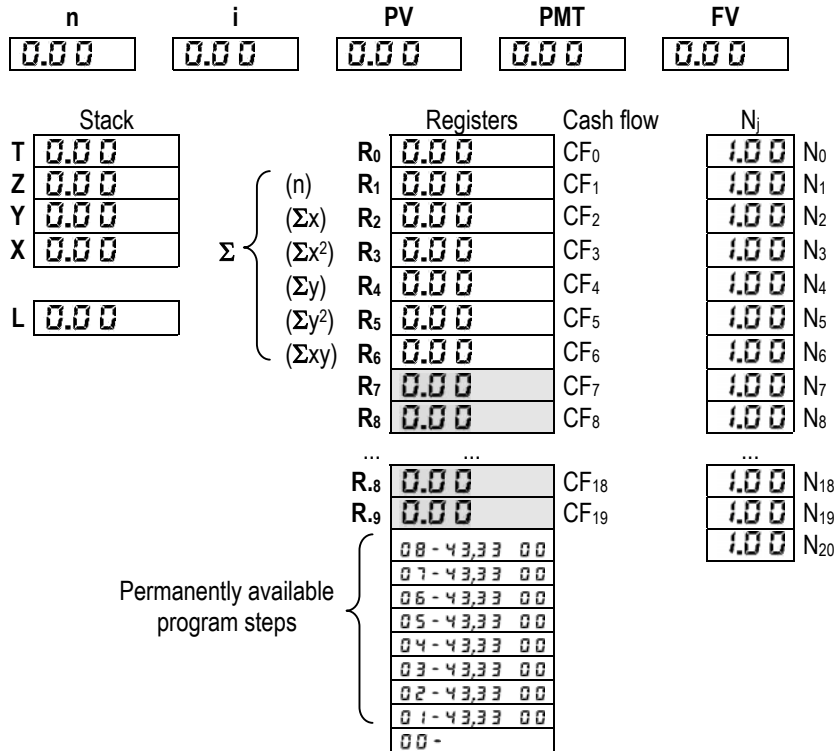 n i PV PMT FV
0.00 0.00 0.00 0.00 0.00
Stack Registers Cash flow Nj
T 0.00 R0 0.00 CF0 1.00 N0
Z 0.00 (n) R1 0.00 CF1 1.00 N1
Y 0.00 (Σx) R2 0.00 CF2 1.00 N2
X 0.00 Σ (Σx²) R3 0.00 CF3 1.00 N3
(Σy) R4 0.00 CF4 1.00 N4
L 0.00 (Σy²) R5 0.00 CF5 1.00 N5
(Σxy) R6 0.00 CF6 1.00 N6
R7 0.00 CF7 1.00 N7
R8 0.00 CF8 1.00 N8
... ... ...
R.8 0.00 CF18 1.00 N18
R.9 0.00 CF19 1.00 N19
1.00 N20
08-43,33 00
07-43,33 00
Permanently available
06-43,33 00
program steps
05-43,33 00
04-43,33 00
03-43,33 00
02-43,33 00
01-43,33 00
00-